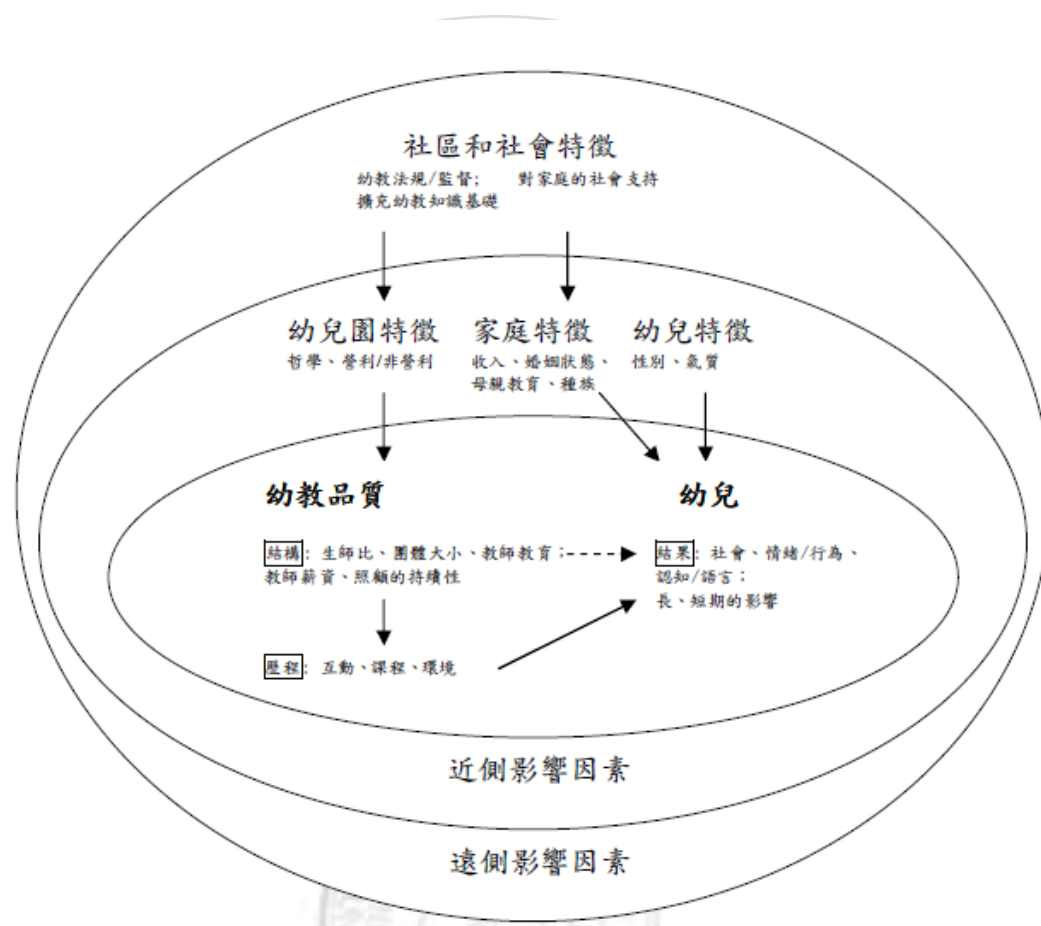 社區和社會特徵
幼教法規/監督; 對家庭的社會支持
擴充幼教知識基礎
幼兒園特徵 家庭特徵 幼兒特徵
哲學、營利/非營利 收入、婚姻狀態、 性別、氣質
母親教育、種族
幼教品質 幼兒
結構: 生師比、團體大小、教師教育; 結果: 社會、情緒/行為、
教師薪資、照顧的持續性 認知/語言;
長、短期的影響
歷程: 互動、課程、環境
近側影響因素
遠側影響因素